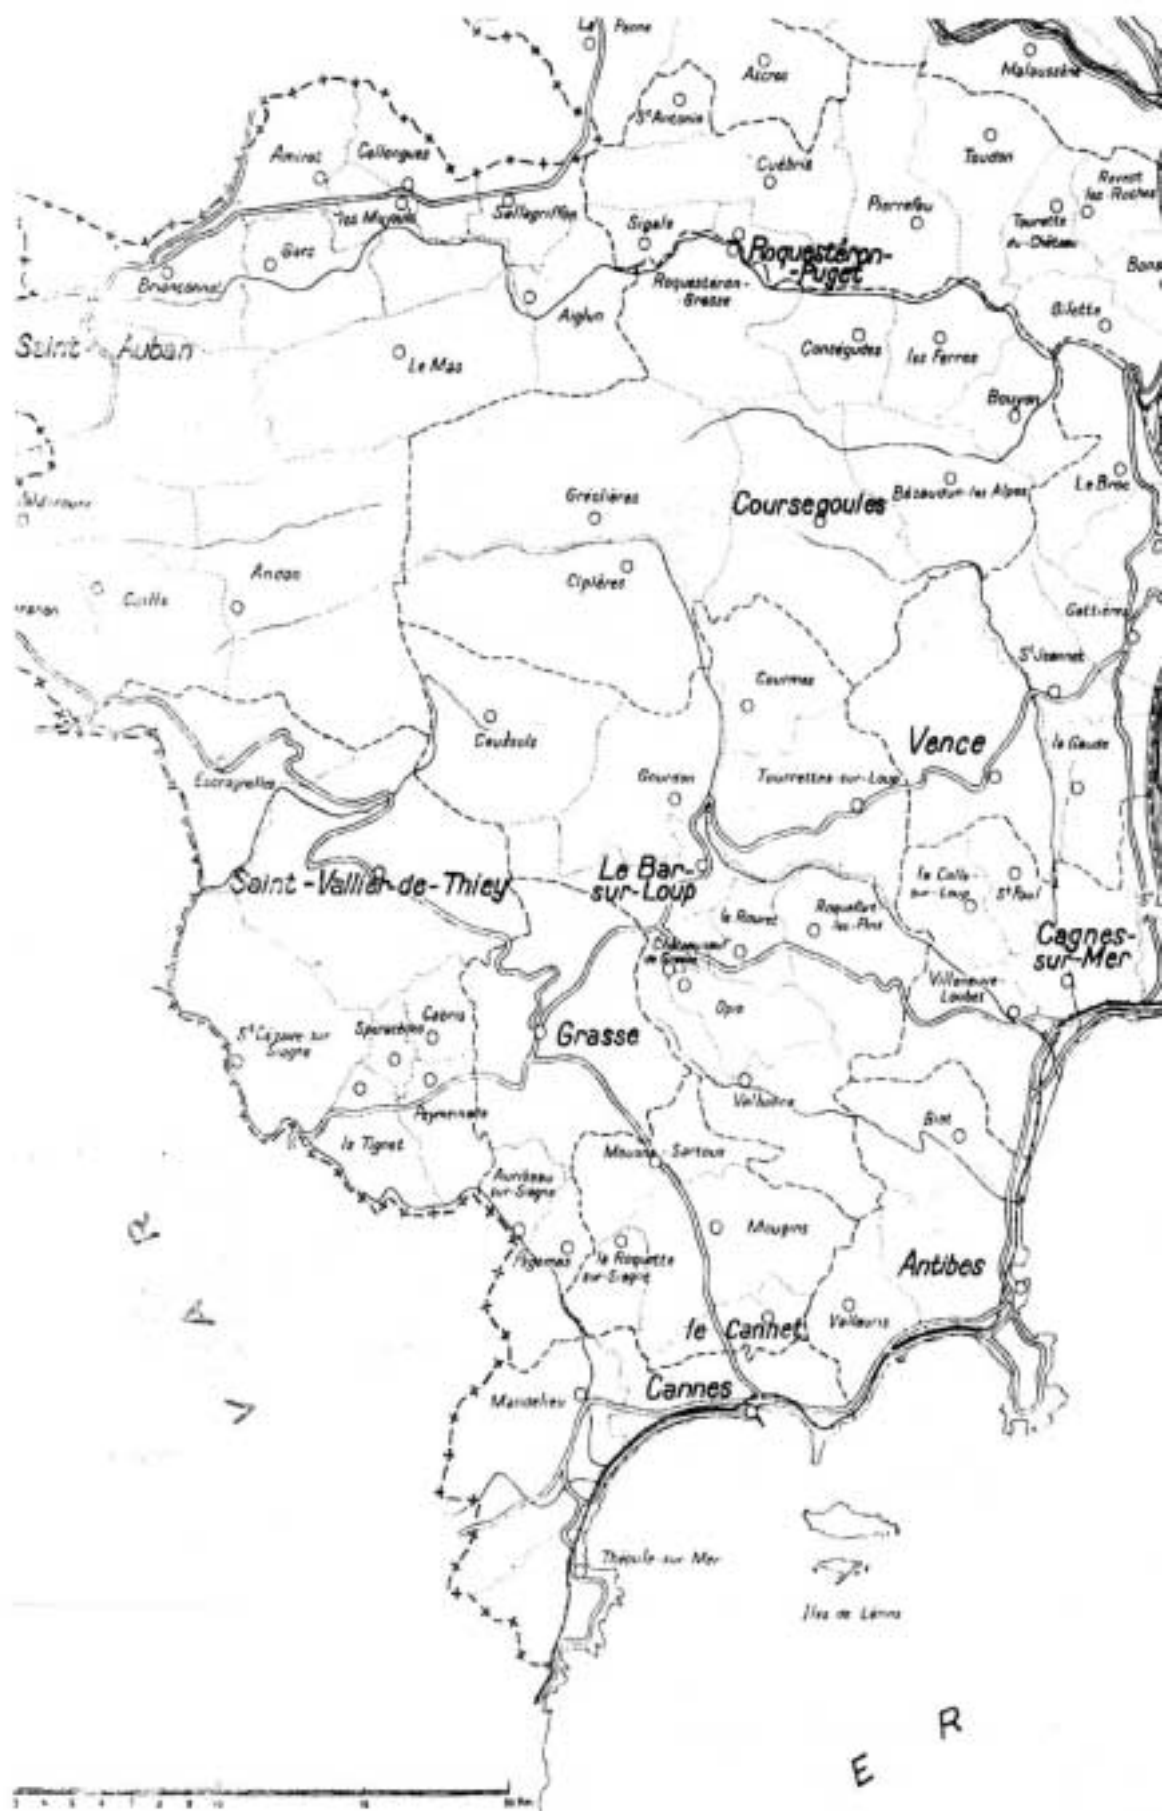 La Penne
Ascros
Malaussène
St Antonin
Amirat
Collongues
Toudon
Cuébris
Revest
les Roches
les Mujouls
Sallagriffon
Pierrefeu
Tourette
du-Château
Sigale
Gars
Roquestéron-
-Puget
Briançonnet
Roquestéron-
Grasse
Aiglun
Gilette
Saint-Auban
Le Mas
Conségudes
les Ferres
Bouyon
Le Broc
Gréolières
Coursegoules
Bézaudun-les Alpes
Cipières
Andon
Caille
Gattières
St Jeannet
Courmes
Caussols
Vence
la Gaude
Escragnolles
Gourdon
Tourrettes-sur-Loup
Saint-Vallier-de-Thiey
Le Bar-
sur-Loup
la Colle
sur-Loup
St Paul
le Rouret
Roquefort
les-Pins
Cagnes-
sur-Mer
Châteauneuf
de Grasse
Villeneuve-
Loubet
Opio
Cabris
Spéracèdes
St Cézaire sur
Siagne
Grasse
Peymeinade
Valbonne
le Tignet
Biot
Mouans-Sartoux
Auribeau
sur-Siagne
Mougins
Pégomas
la Roquette
sur-Siagne
Antibes
le Cannet
Vallauris
Mandelieu
Cannes
V A R
Théoule-sur Mer
Iles de Lérins
E R